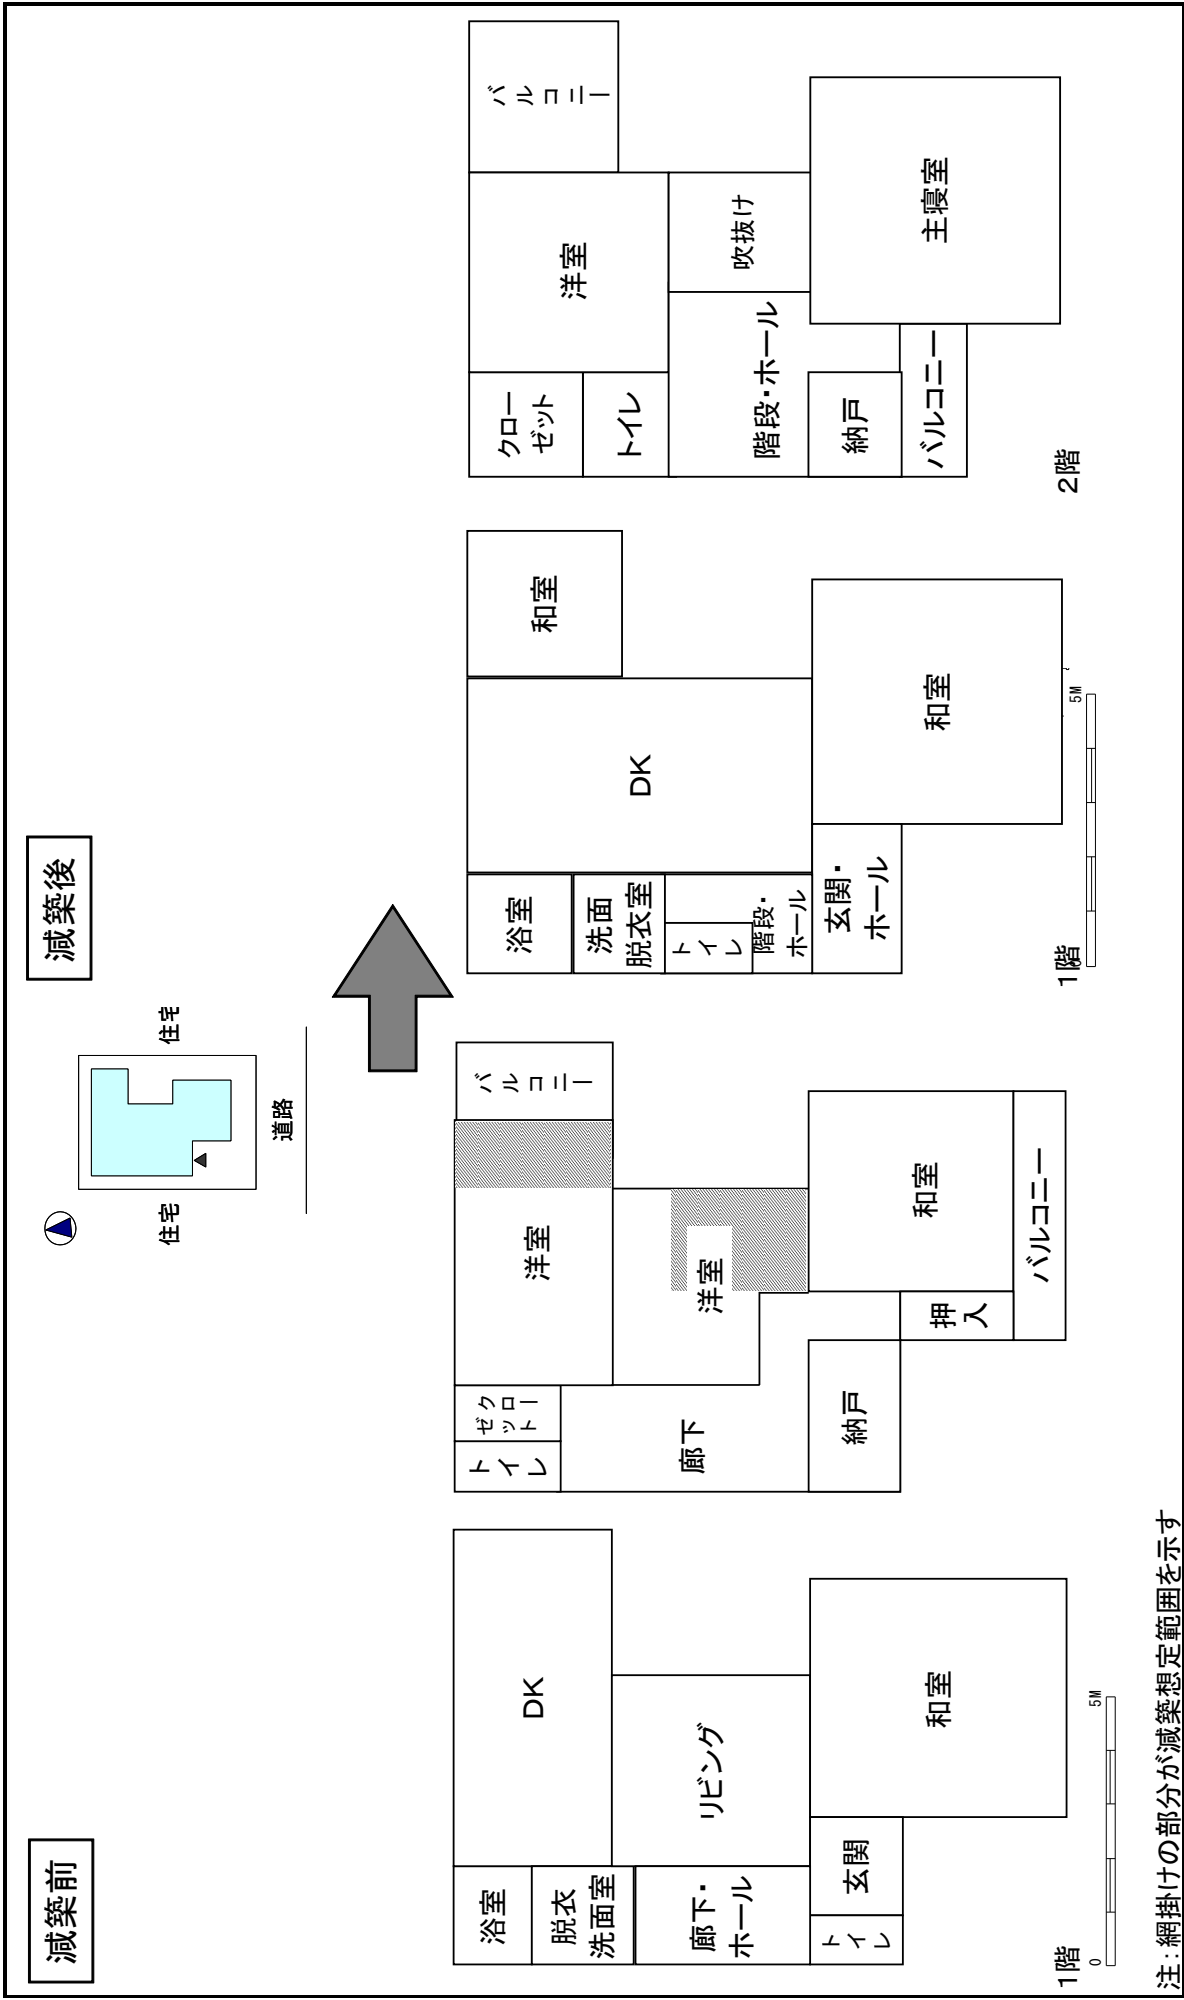 減築前
減築後
住宅
住宅
道路
浴室
脱衣
洗面室
廊下・
ホール
トイレ
玄関
DK
リビング
和室
1階
0
5M
トイレ
クロー
ゼット
廊下
納戸
洋室
洋室
押
入
和室
バルコニー
バルコニー
浴室
洗面
脱衣室
トイレ
階段・
ホール
玄関・
ホール
DK
和室
和室
1階
5M
クロー
ゼット
トイレ
階段・ホール
納戸
バルコニー
洋室
吹抜け
主寝室
バルコニー
2階
注：網掛けの部分が減築想定範囲を示す